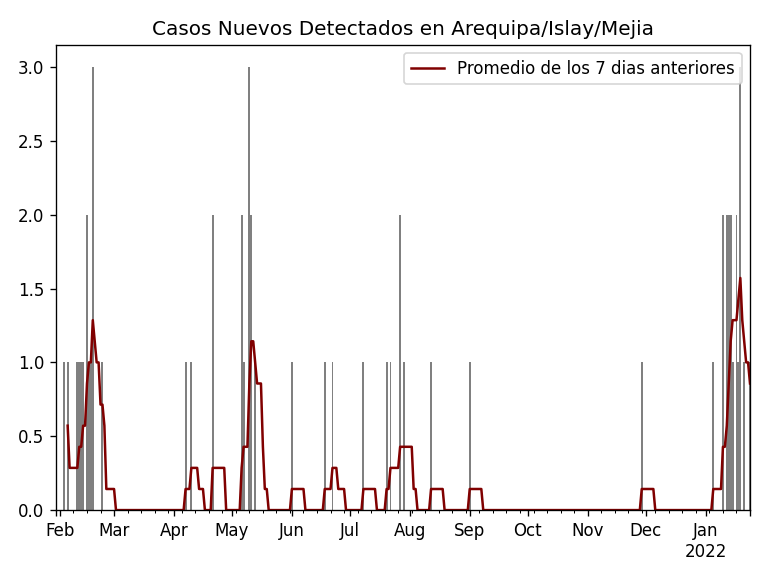 Casos Nuevos Detectados en Arequipa/Islay/Mejia
Promedio de los 7 dias anteriores
3.0
2.5
2.0
1.5
1.0
0.5
0.0
Feb Mar Apr May Jun Jul Aug Sep Oct Nov Dec Jan
2022